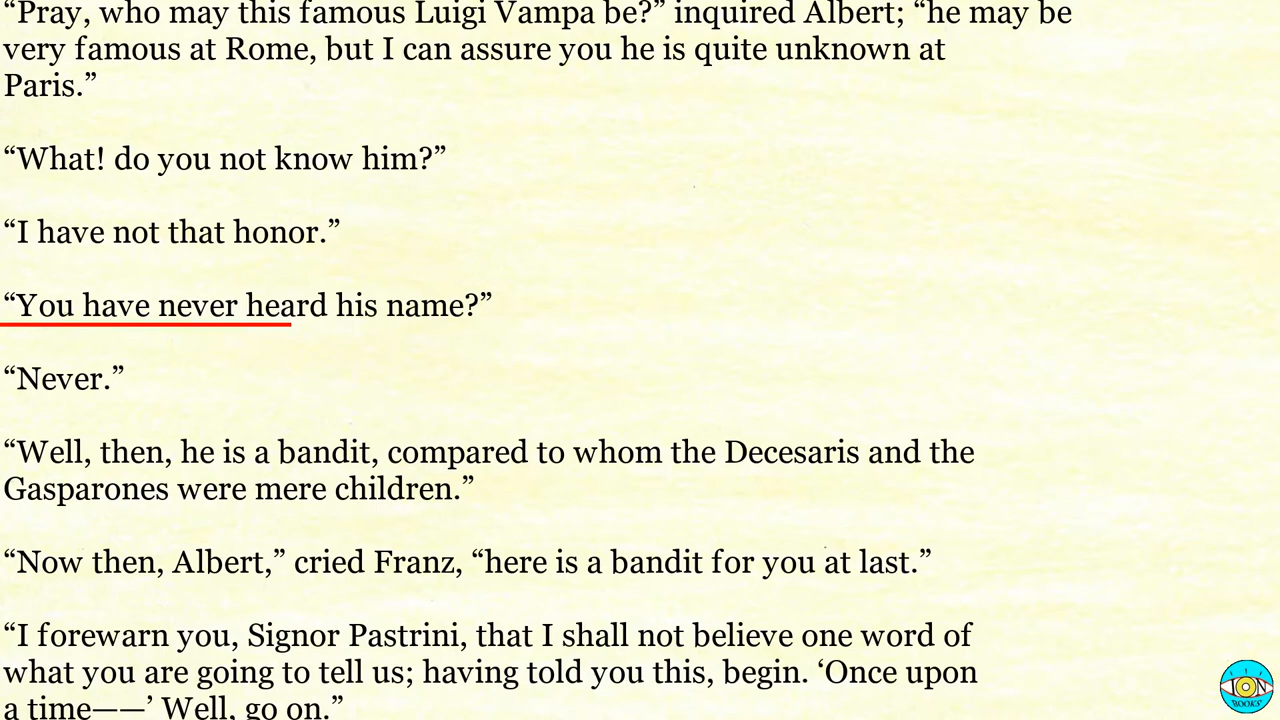 “Pray, who may this famous Luigi Vampa be?” inquired Albert; “he may be
very famous at Rome, but I can assure you he is quite unknown at
Paris.”
“What! do you not know him?”
“I have not that honor.”
“You have never heard his name?”
“Never.”
“Well, then, he is a bandit, compared to whom the Decesaris and the
Gasparones were mere children.”
“Now then, Albert,” cried Franz, “here is a bandit for you at last.”
“I forewarn you, Signor Pastrini, that I shall not believe one word of
what you are going to tell us; having told you this, begin. ‘Once upon
a time——’ Well, go on.”
ION
BOOKS